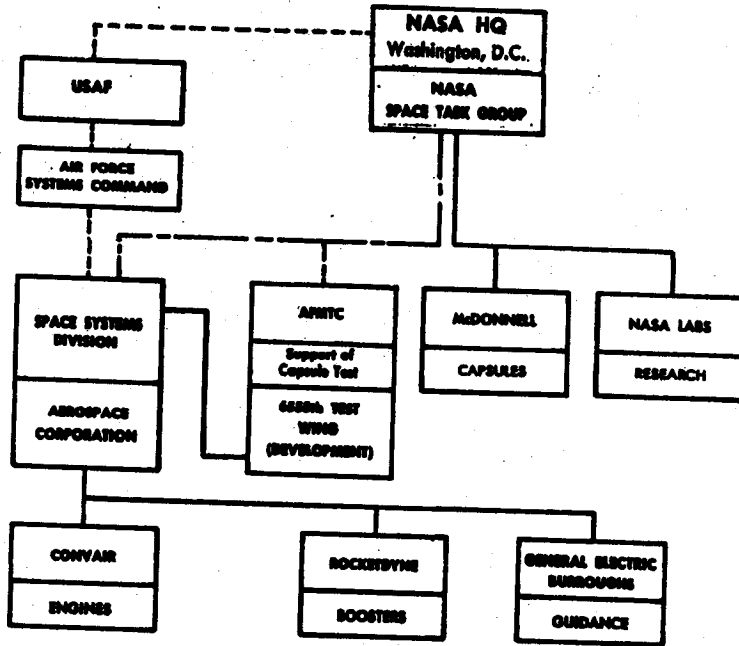 NASA HQ
Washington, D.C.
NASA
SPACE TASK GROUP
USAF
AIR FORCE
SYSTEMS COMMAND
SPACE SYSTEMS
DIVISION
AEROSPACE
CORPORATION
AFMTC
Support of
Capsule Test
6555th TEST
WING
(DEVELOPMENT)
McDONNELL
CAPSULES
NASA LABS
RESEARCH
CONVAIR
ENGINES
ROCKETDYNE
BOOSTERS
GENERAL ELECTRIC
BURROUGHS
GUIDANCE